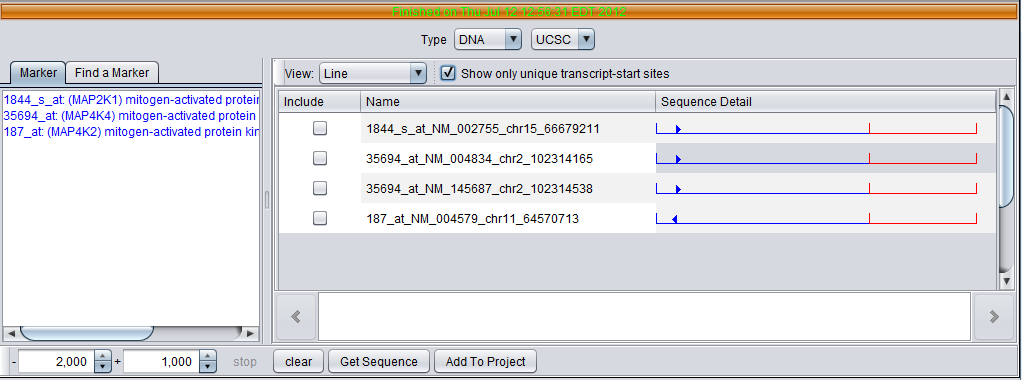 Finished on Thu Jul 12 12:56:31 EDT 2012
Type DNA UCSC
Marker Find a Marker
View: Line Show only unique transcript-start sites
1844_s_at: (MAP2K1) mitogen-activated protein
35694_at: (MAP4K4) mitogen-activated protein
187_at: (MAP4K2) mitogen-activated protein kin
Include Name Sequence Detail
1844_s_at_NM_002755_chr15_66679211
35694_at_NM_004834_chr2_102314165
35694_at_NM_145687_chr2_102314538
187_at_NM_004579_chr11_64570713
- 2,000 + 1,000 stop clear Get Sequence Add To Project